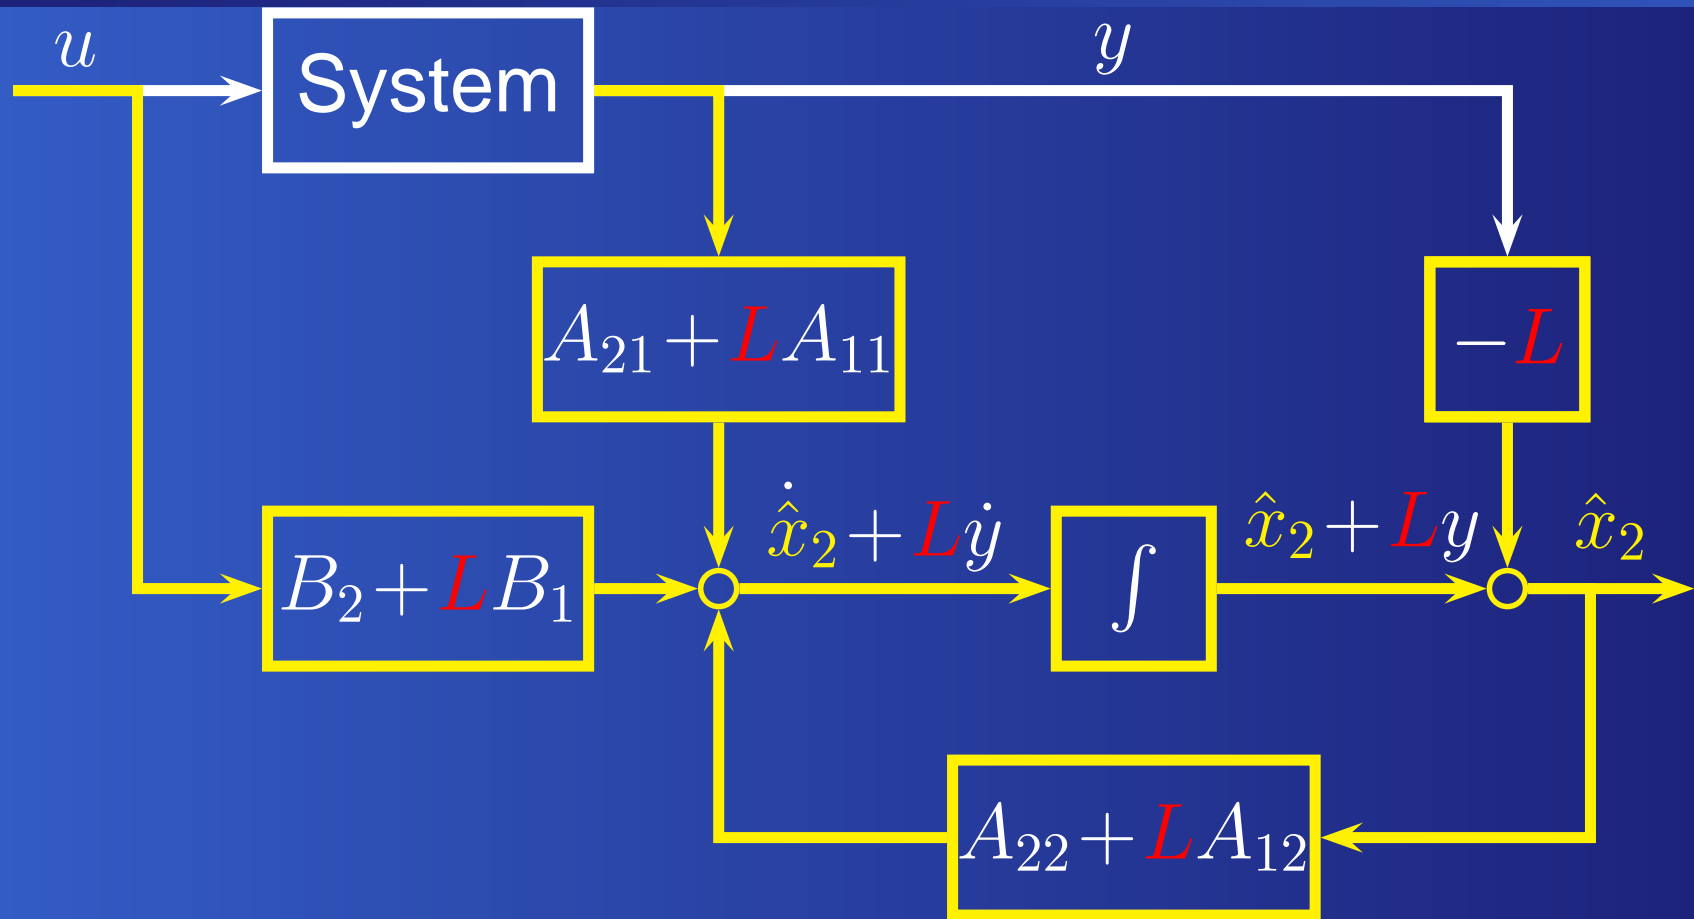 u
y
System
A₂₁ + LA₁₁
−L
ẋ̂₂ + Lẏ
x̂₂ + Ly
x̂₂
B₂ + LB₁
∫
A₂₂ + LA₁₂